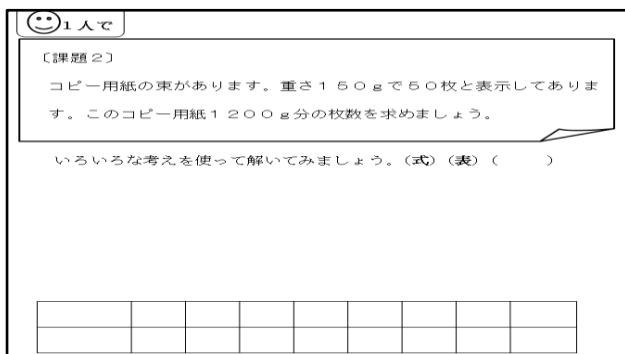 1人で
〔課題2〕
コピー用紙の束があります。重さ150gで50枚と表示してありま
す。このコピー用紙1200g分の枚数を求めましょう。
いろいろな考えを使って解いてみましょう。(式)(表)(　　)